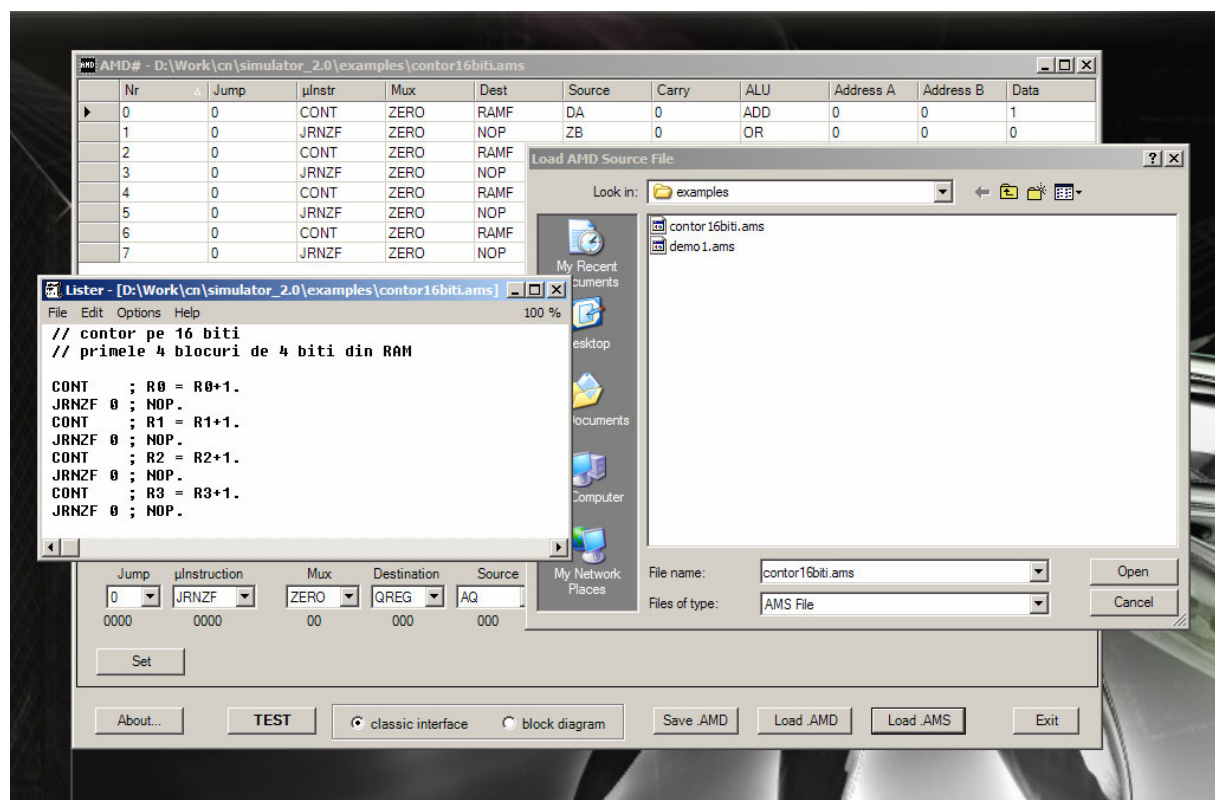 AMD# - D:\Work\cn\simulator_2.0\examples\contor16biti.ams
Nr Jump µInstr Mux Dest Source Carry ALU Address A Address B Data
0 0 CONT ZERO RAMF DA 0 ADD 0 0 1
1 0 JRNZF ZERO NOP ZB 0 OR 0 0 0
2 0 CONT ZERO RAMF
3 0 JRNZF ZERO NOP
4 0 CONT ZERO RAMF
5 0 JRNZF ZERO NOP
6 0 CONT ZERO RAMF
7 0 JRNZF ZERO NOP
Load AMD Source File
Look in: examples
contor16biti.ams
demo1.ams
My Recent
ocuments
esktop
ocuments
Computer
My Network
Places
File name: contor16biti.ams Open
Files of type: AMS File Cancel
Lister - [D:\Work\cn\simulator_2.0\examples\contor16biti.ams]
File Edit Options Help 100 %
// contor pe 16 biti
// primele 4 blocuri de 4 biti din RAM
CONT ; R0 = R0+1.
JRNZF 0 ; NOP.
CONT ; R1 = R1+1.
JRNZF 0 ; NOP.
CONT ; R2 = R2+1.
JRNZF 0 ; NOP.
CONT ; R3 = R3+1.
JRNZF 0 ; NOP.
Jump µInstruction Mux Destination Source
0 JRNZF ZERO QREG AQ
0000 0000 00 000 000
Set
About... TEST classic interface block diagram Save .AMD Load .AMD Load .AMS Exit